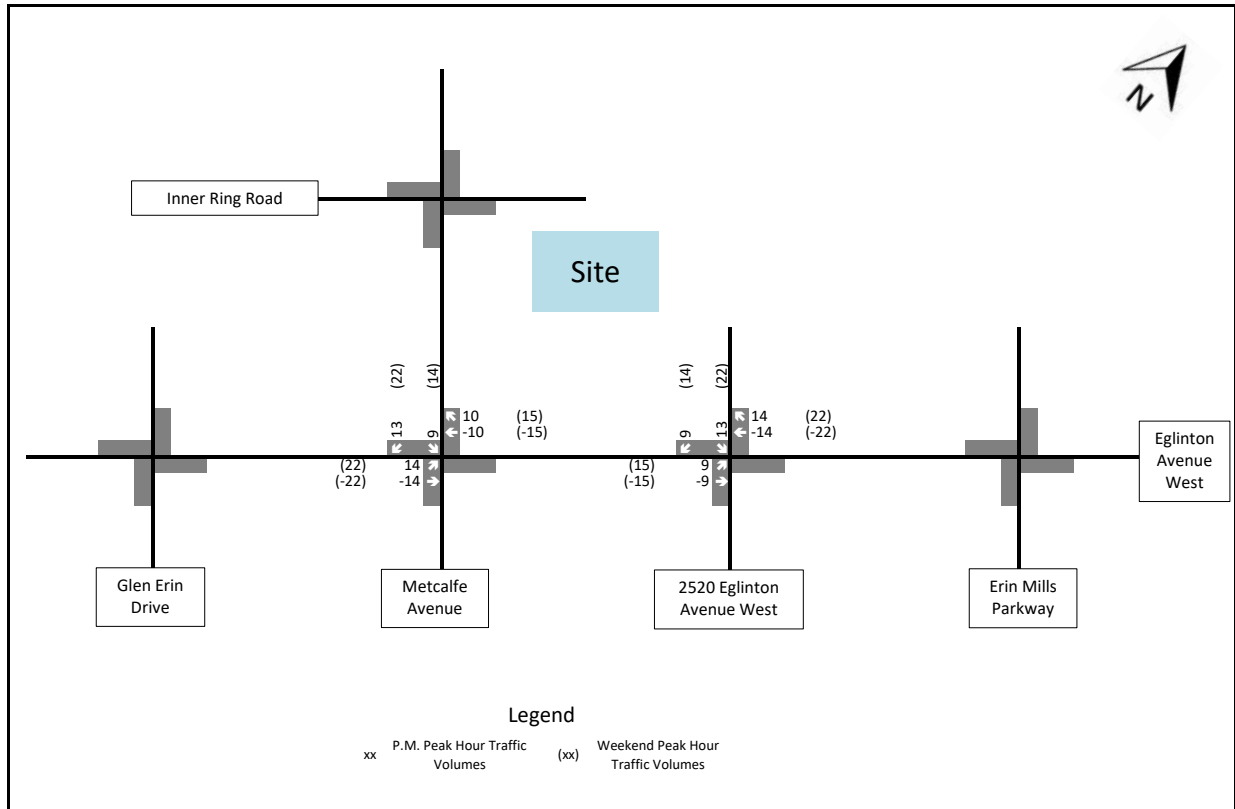 N
Inner Ring Road
Site
(22)
(14)
(14)
(22)
13
9
10 (15)
-10 (-15)
9
13
14 (22)
-14 (-22)
(22) 14
(-22) -14
(15) 9
(-15) -9
Eglinton
Avenue
West
Glen Erin
Drive
Metcalfe
Avenue
2520 Eglinton
Avenue West
Erin Mills
Parkway
Legend
xx P.M. Peak Hour Traffic
Volumes
(xx) Weekend Peak Hour
Traffic Volumes